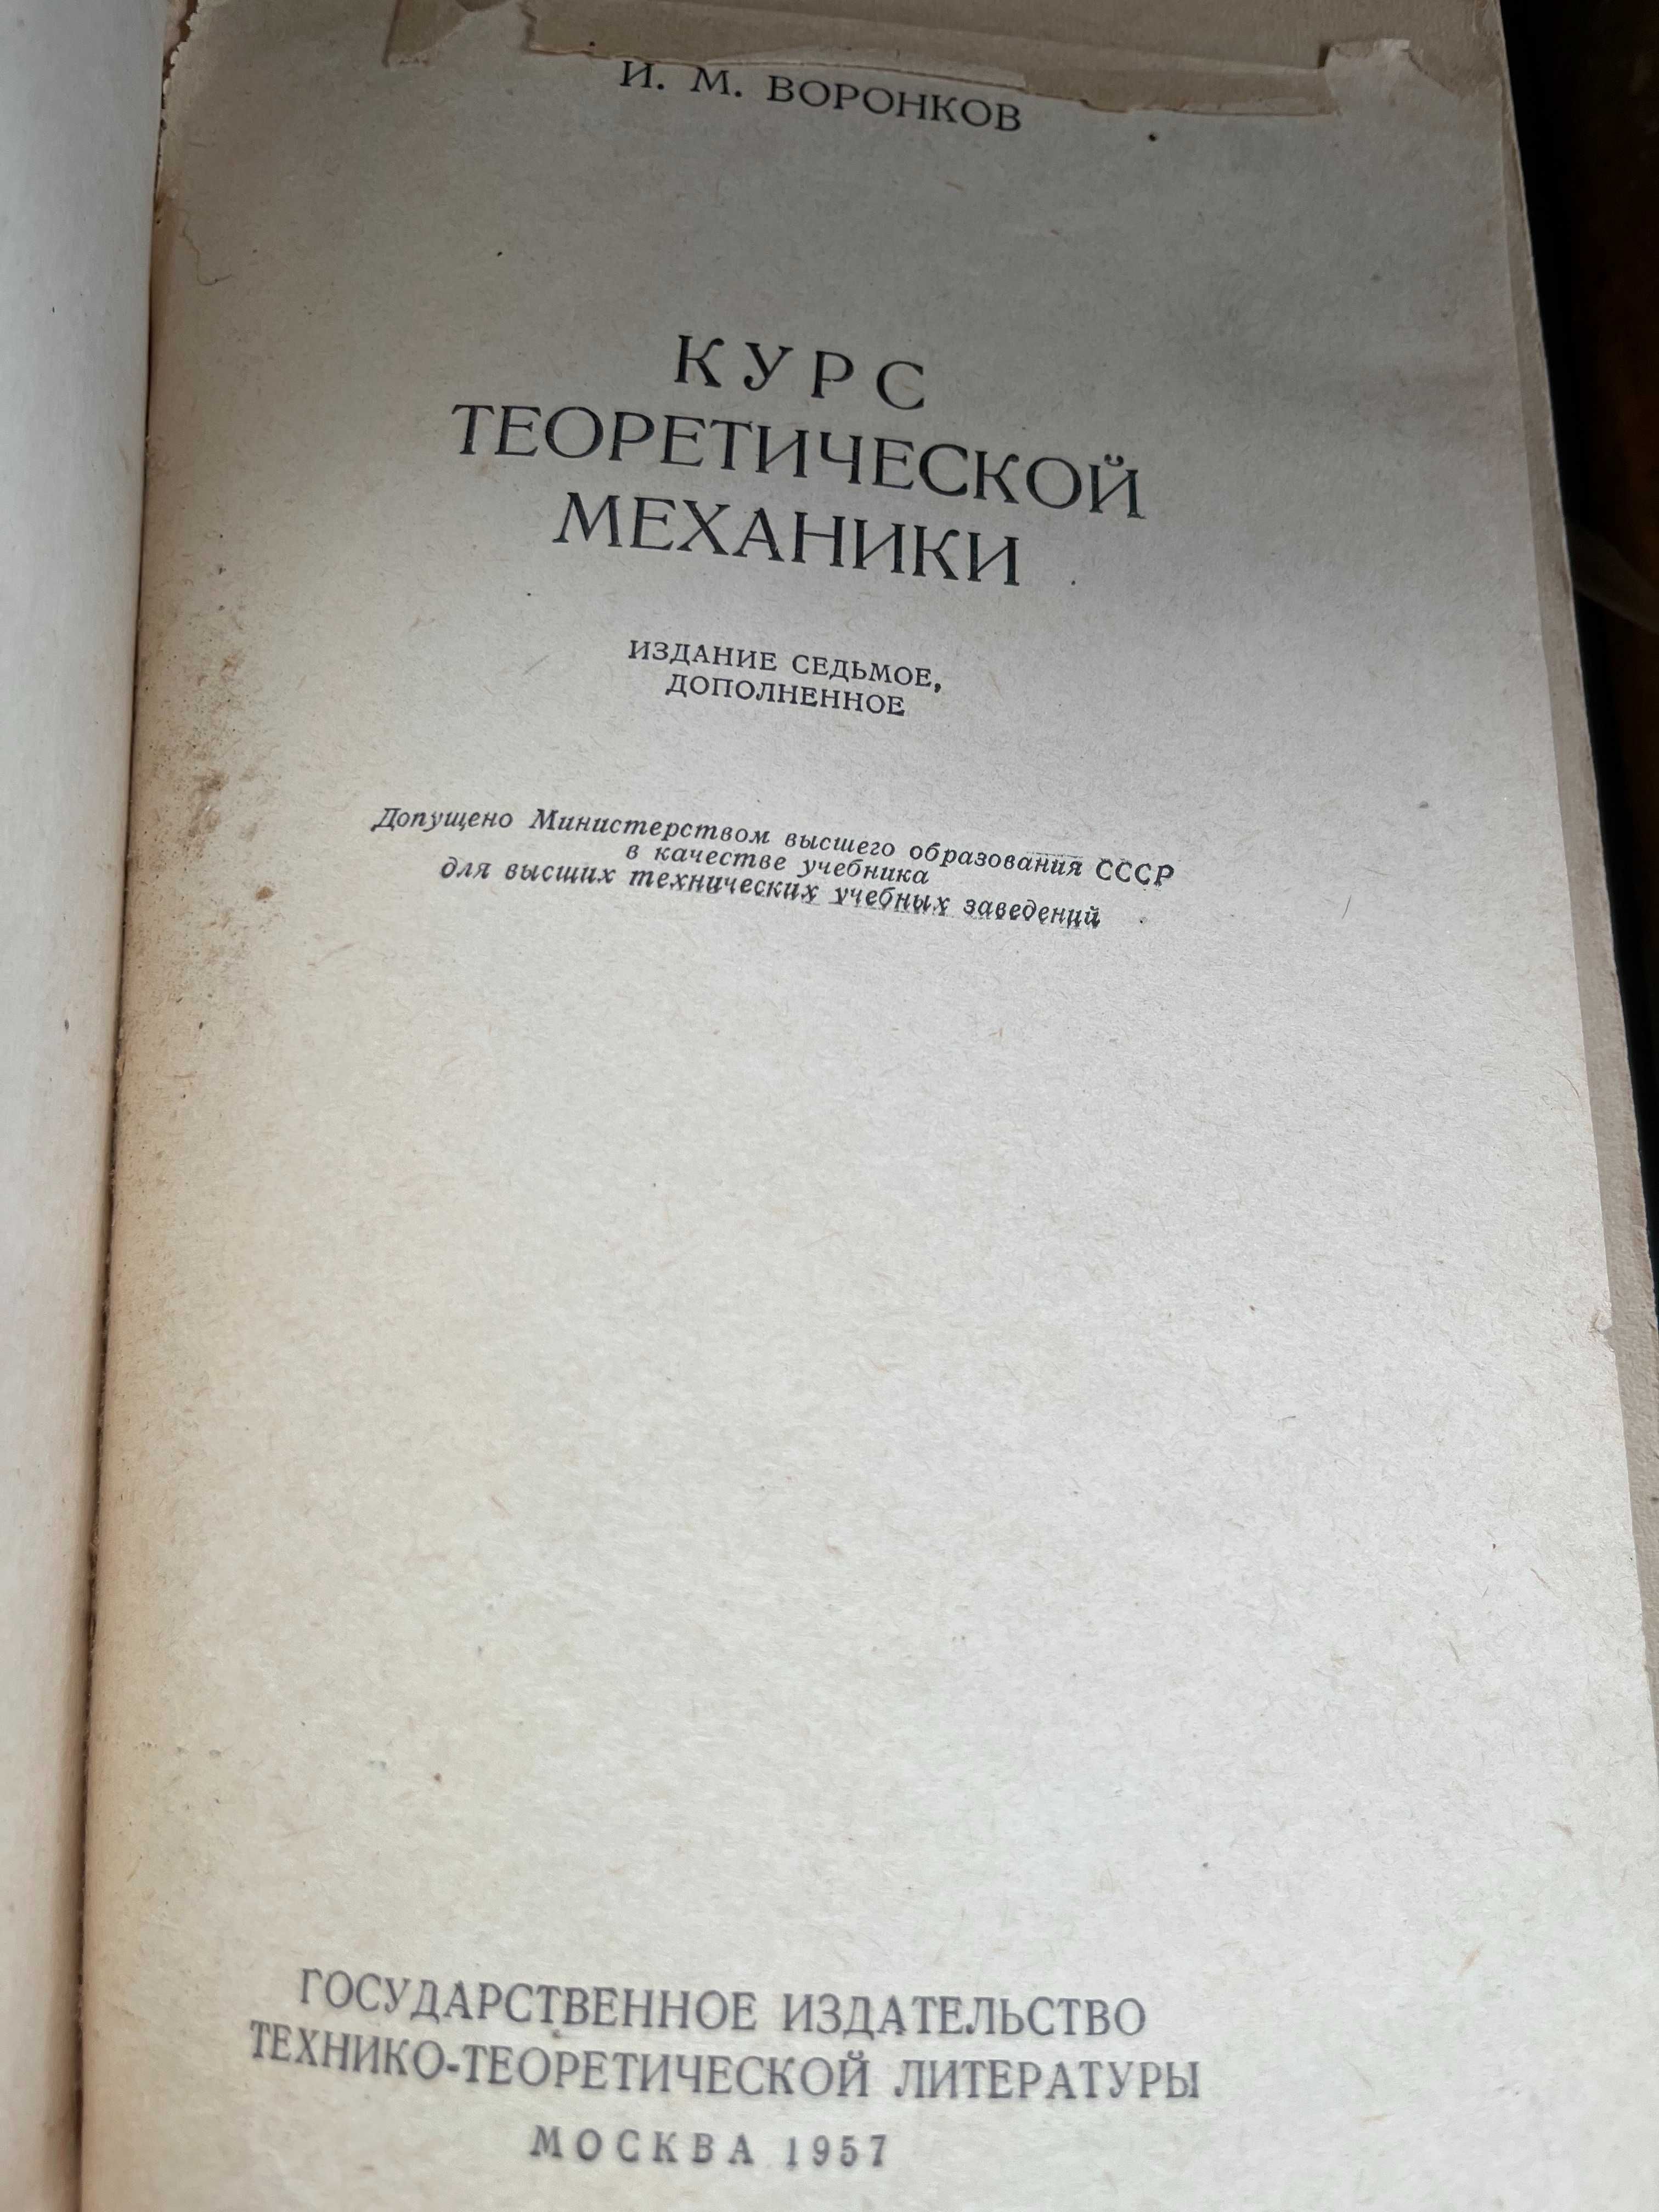 И. М. ВОРОНКОВ
КУРС
ТЕОРЕТИЧЕСКОЙ
МЕХАНИКИ
ИЗДАНИЕ СЕДЬМОЕ,
ДОПОЛНЕННОЕ
Допущено Министерством высшего образования СССР
в качестве учебника
для высших технических учебных заведений
ГОСУДАРСТВЕННОЕ ИЗДАТЕЛЬСТВО
ТЕХНИКО-ТЕОРЕТИЧЕСКОЙ ЛИТЕРАТУРЫ
МОСКВА 1957